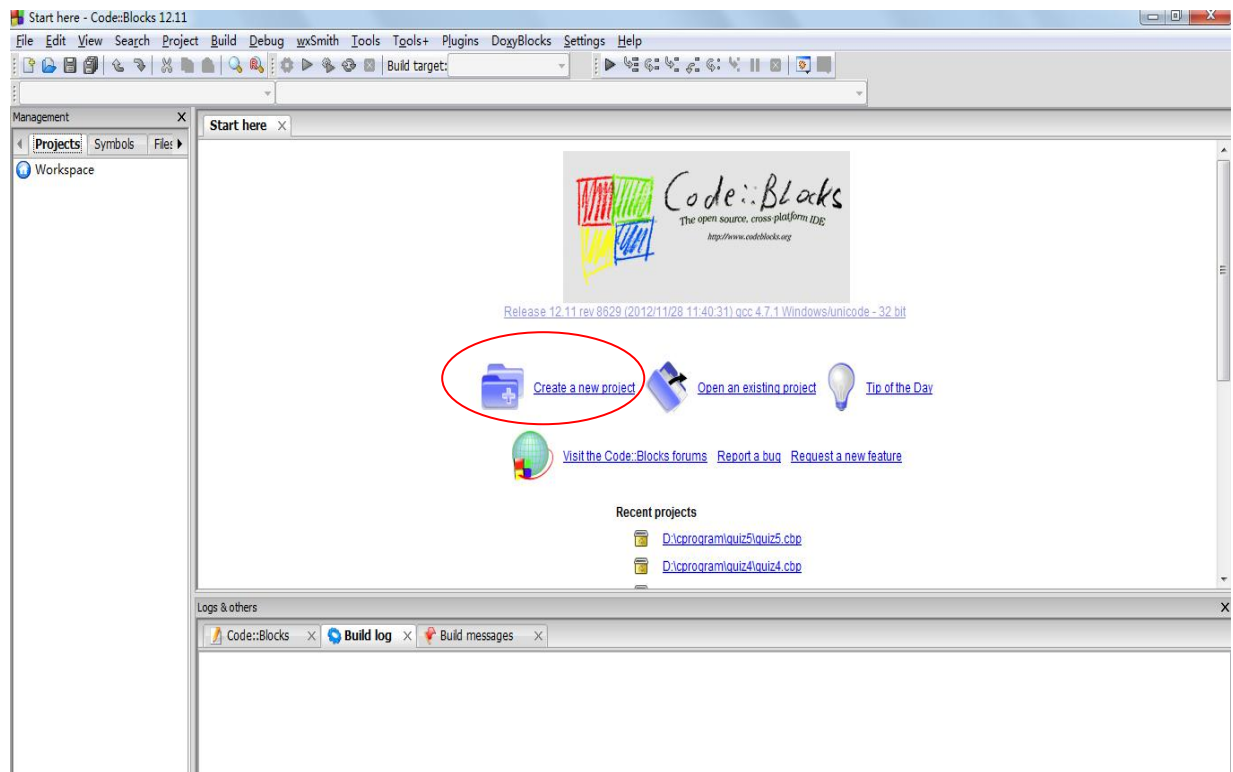 Start here - Code::Blocks 12.11
File Edit View Search Project Build Debug wxSmith Tools Tools+ Plugins DoxyBlocks Settings Help
Build target:
Management X
Start here X
Projects Symbols Files
Workspace
Code::Blocks
The open source, cross-platform IDE
http://www.codeblocks.org
Release 12.11 rev 8629 (2012/11/28 11:40:31) gcc 4.7.1 Windows/unicode - 32 bit
Create a new project Open an existing project Tip of the Day
Visit the Code::Blocks forums Report a bug Request a new feature
Recent projects
D:\cprogram\quiz5\quiz5.cbp
D:\cprogram\quiz4\quiz4.cbp
Logs & others X
Code::Blocks X Build log X Build messages X